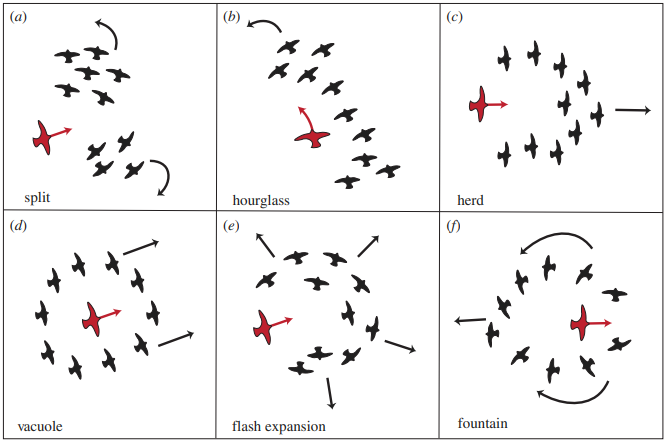 (a)
split
(b)
hourglass
(c)
herd
(d)
vacuole
(e)
flash expansion
(f)
fountain